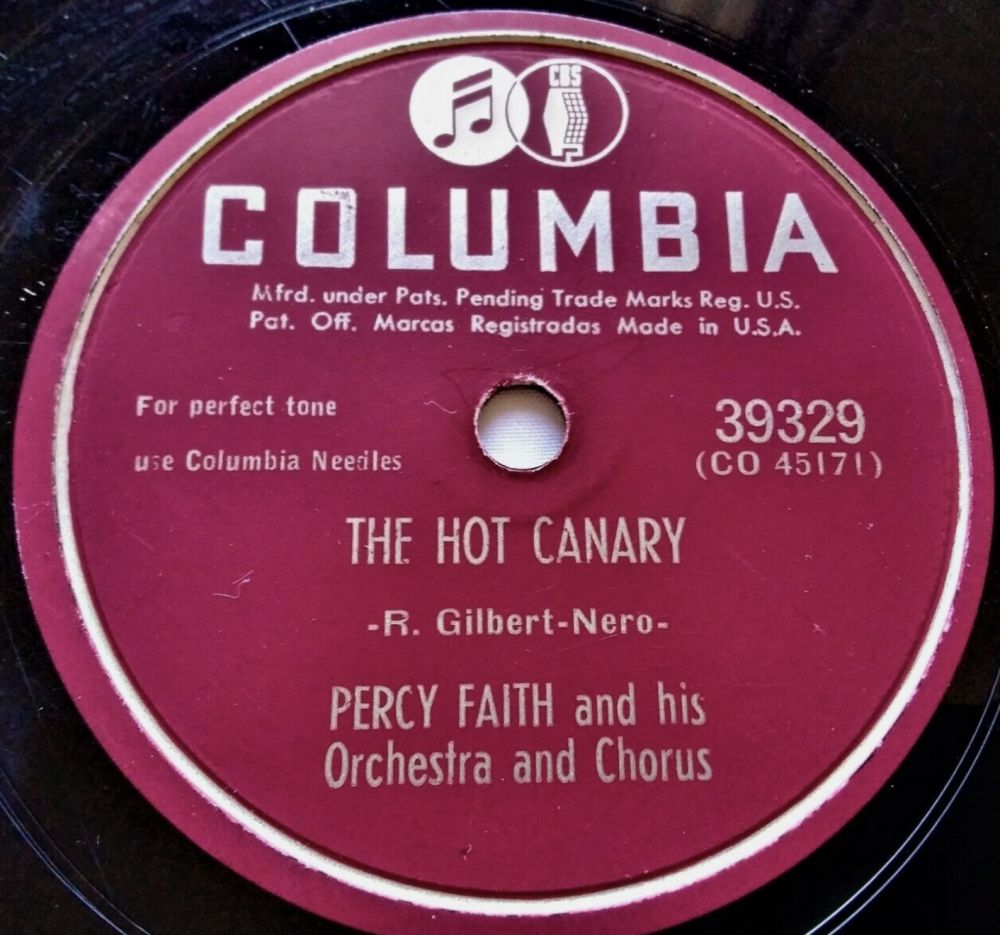 CBS
COLUMBIA
Mfrd. under Pats. Pending Trade Marks Reg. U.S.
Pat. Off. Marcas Registradas Made in U.S.A.
For perfect tone
use Columbia Needles
39329
(CO 45171)
THE HOT CANARY
-R. Gilbert-Nero-
PERCY FAITH and his
Orchestra and Chorus